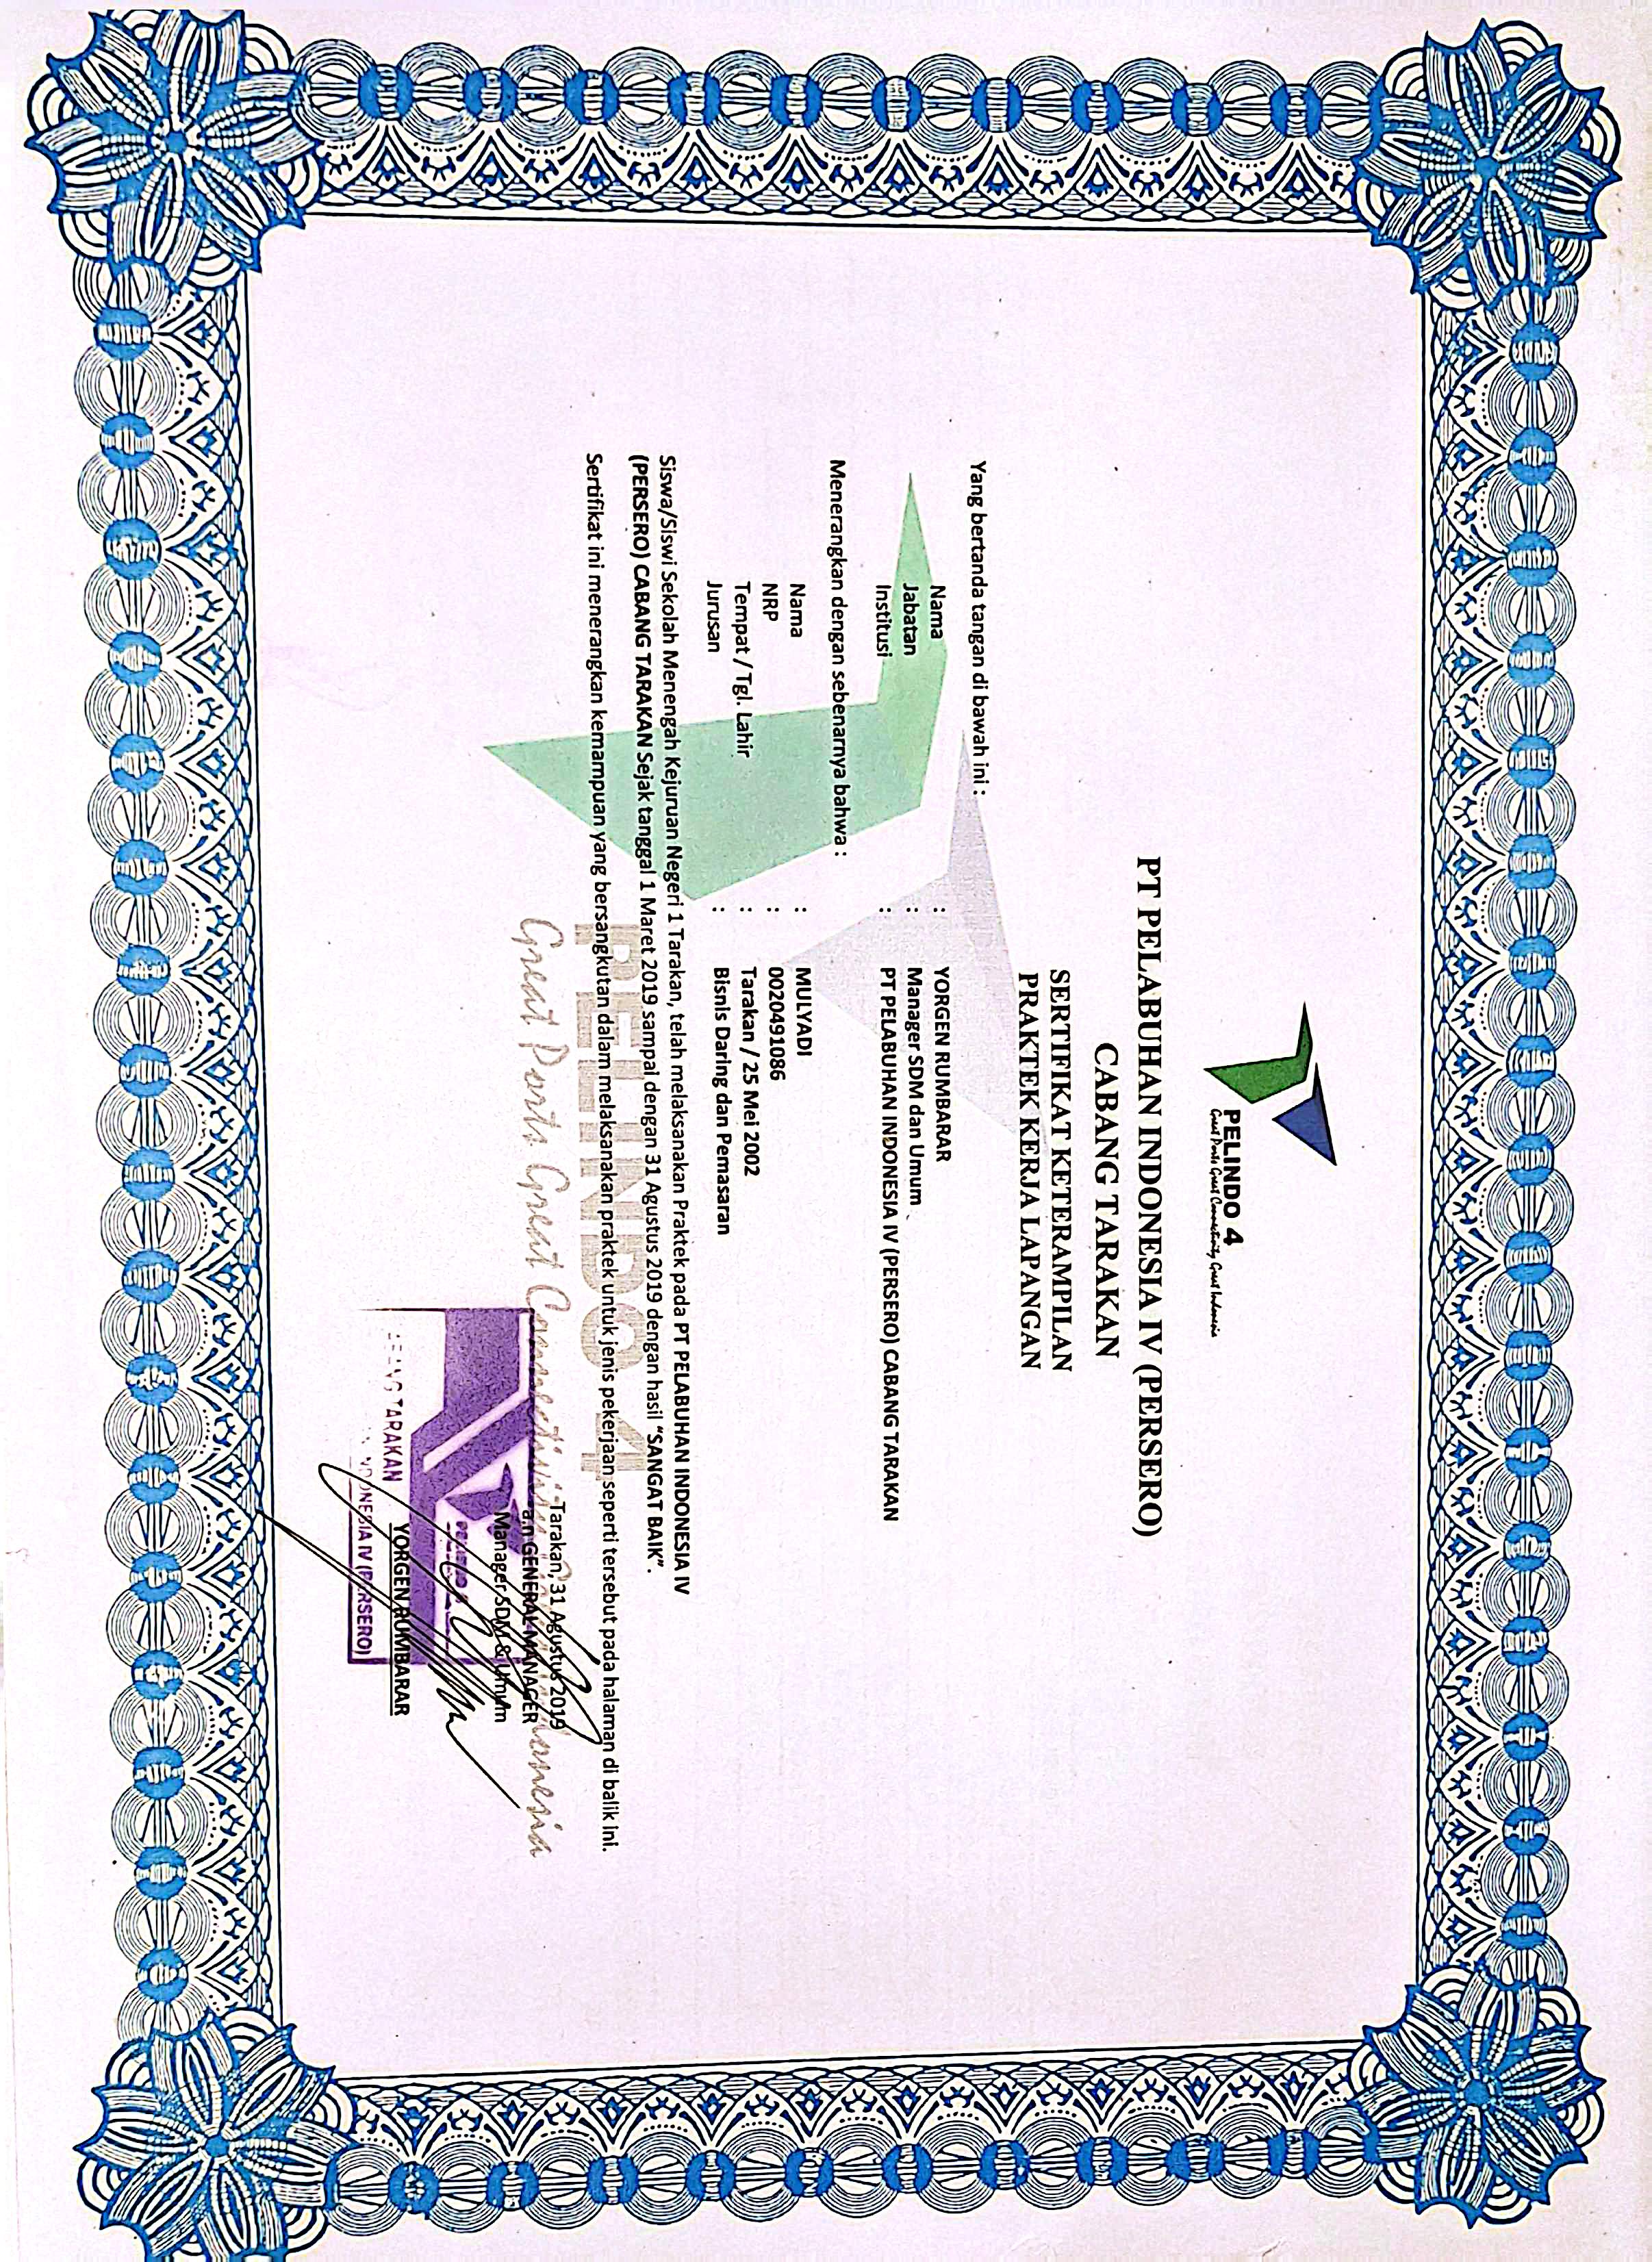 PELINDO 4
Great Ports Great Connectivity Great Indonesia
PT PELABUHAN INDONESIA IV (PERSERO)
CABANG TARAKAN
SERTIFIKAT KETERAMPILAN
PRAKTEK KERJA LAPANGAN
Yang bertanda tangan di bawah ini :
Nama : YORGEN RUMBARAR
Jabatan : Manager SDM dan Umum
Institusi : PT PELABUHAN INDONESIA IV (PERSERO) CABANG TARAKAN
Menerangkan dengan sebenarnya bahwa :
Nama : MULYADI
NRP : 0020491086
Tempat / Tgl. Lahir : Tarakan / 25 Mei 2002
Jurusan : Bisnis Daring dan Pemasaran
Siswa/Siswi Sekolah Menengah Kejuruan Negeri 1 Tarakan, telah melaksanakan Praktek pada PT PELABUHAN INDONESIA IV
(PERSERO) CABANG TARAKAN Sejak tanggal 1 Maret 2019 sampai dengan 31 Agustus 2019 dengan hasil “SANGAT BAIK”.
PELINDO 4
Sertifikat ini menerangkan kemampuan yang bersangkutan dalam melaksanakan praktek untuk jenis pekerjaan seperti tersebut pada halaman di balik ini.
Great Ports Great Connectivity Great Indonesia
Tarakan, 31 Agustus 2019
a.n GENERAL MANAGER
Manager SDM & Umum
PELINDO 4
YORGEN RUMBARAR
TARAKAN
INDONESIA IV (PERSERO)